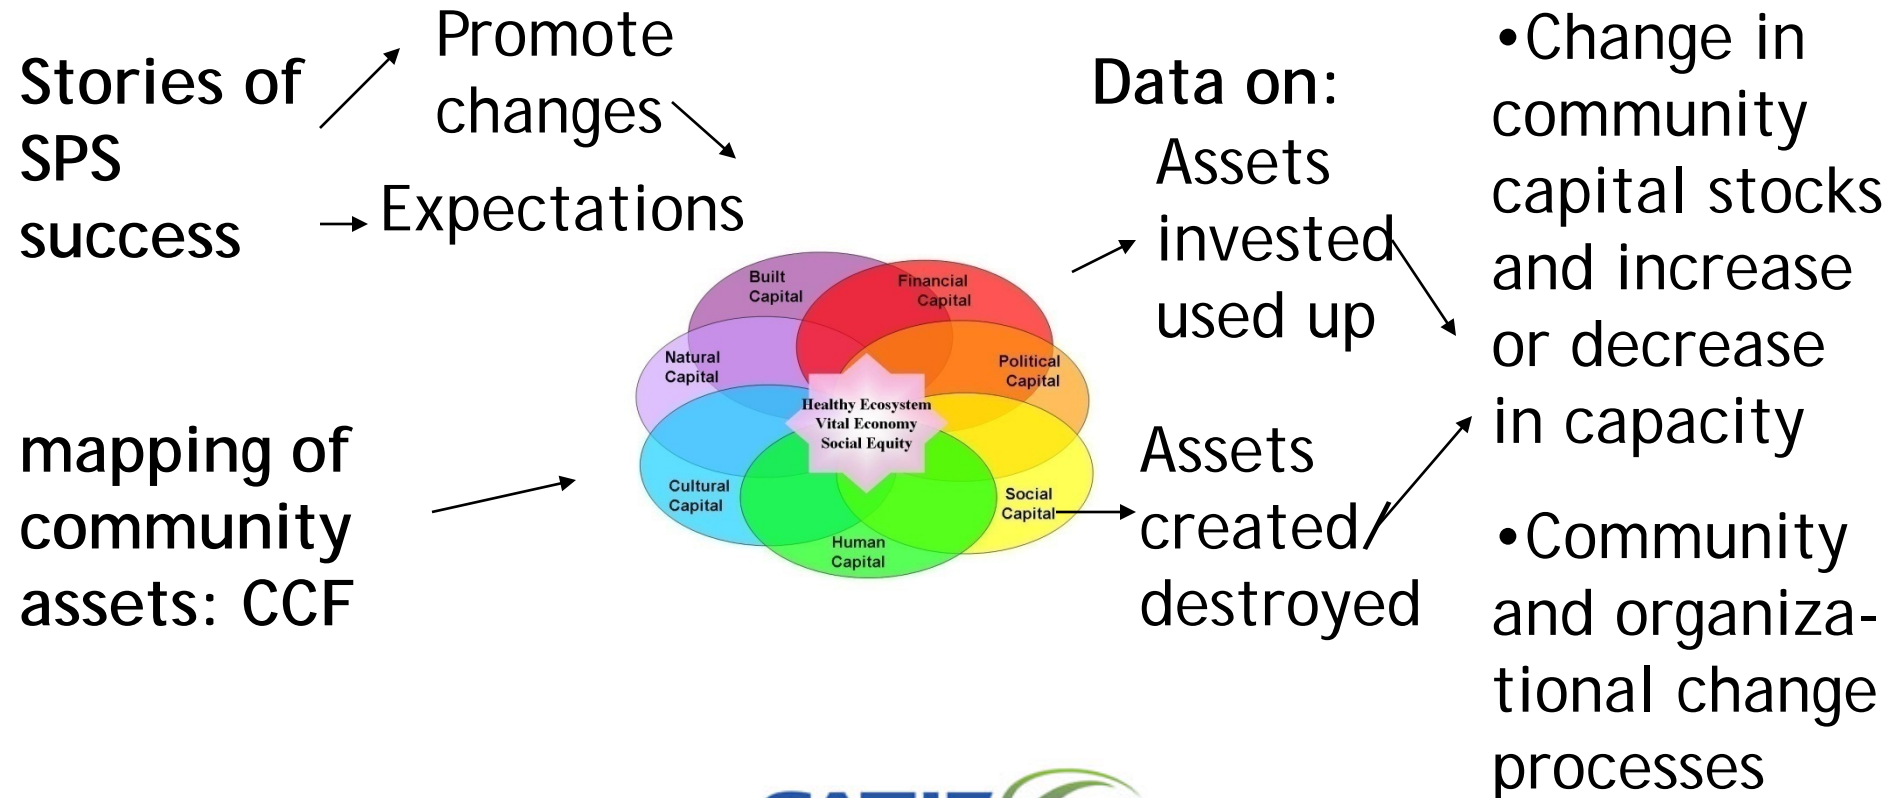 Stories of
SPS
success
Promote
changes
Expectations
mapping of
community
assets: CCF
Built
Capital
Financial
Capital
Natural
Capital
Political
Capital
Healthy Ecosystem
Vital Economy
Social Equity
Cultural
Capital
Social
Capital
Human
Capital
Data on:
Assets
invested
used up
Assets
created/
destroyed
•Change in
community
capital stocks
and increase
or decrease
in capacity
•Community
and organiza-
tional change
processes